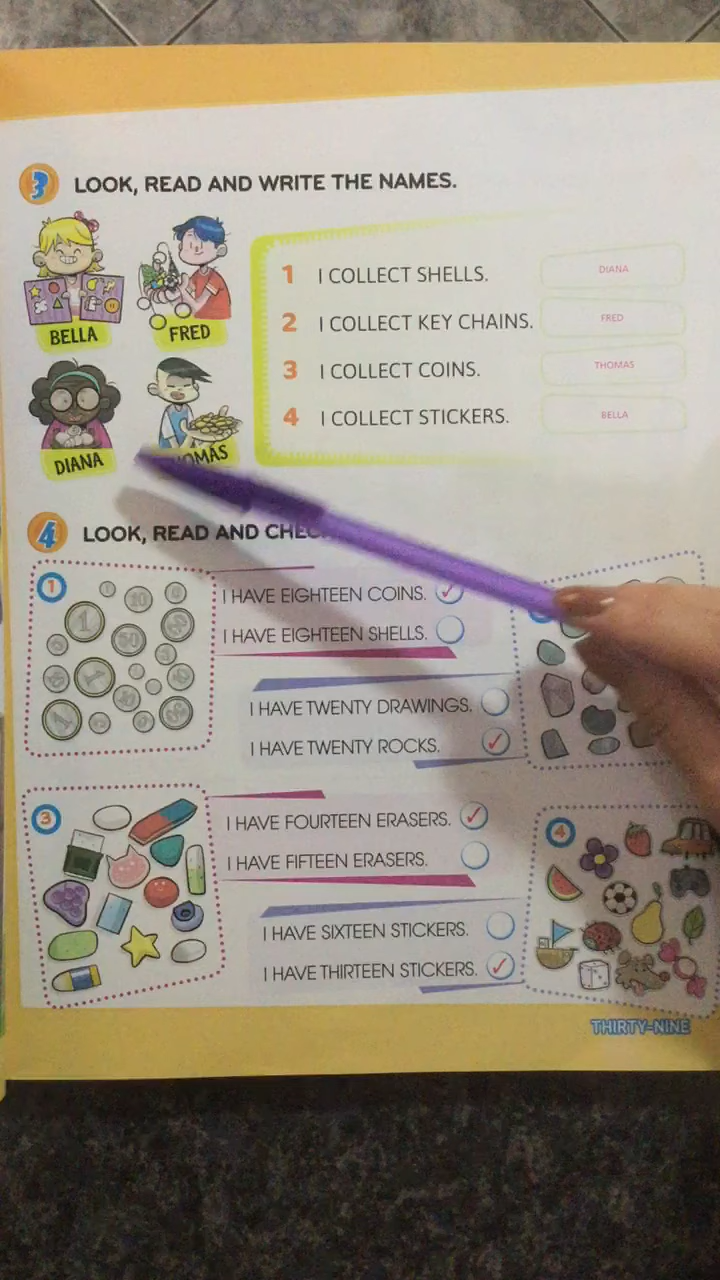 3 LOOK, READ AND WRITE THE NAMES.
BELLA
FRED
DIANA
1 I COLLECT SHELLS. DIANA
2 I COLLECT KEY CHAINS. FRED
3 I COLLECT COINS. THOMAS
4 I COLLECT STICKERS. BELLA
4 LOOK, READ AND
1
I HAVE EIGHTEEN COINS. ✓
I HAVE EIGHTEEN SHELLS.
I HAVE TWENTY DRAWINGS.
I HAVE TWENTY ROCKS. ✓
3
I HAVE FOURTEEN ERASERS. ✓
I HAVE FIFTEEN ERASERS.
4
I HAVE SIXTEEN STICKERS.
I HAVE THIRTEEN STICKERS. ✓
THIRTY-NINE